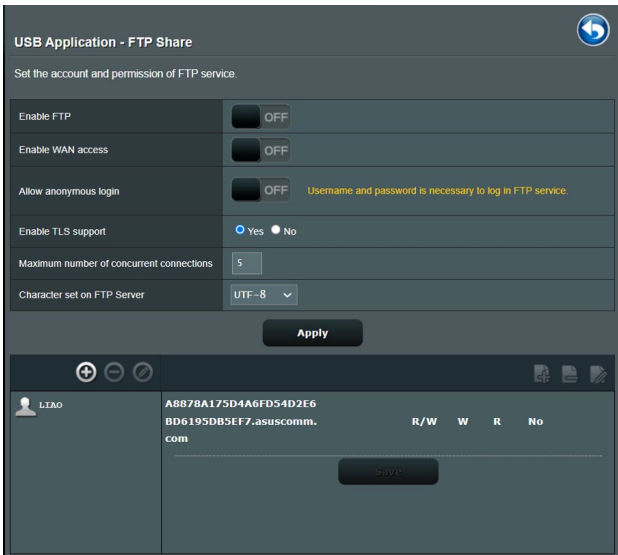 USB Application - FTP Share
Set the account and permission of FTP service.
Enable FTP OFF
Enable WAN access OFF
Allow anonymous login OFF Username and password is necessary to log in FTP service.
Enable TLS support Yes No
Maximum number of concurrent connections 5
Character set on FTP Server UTF-8
Apply
LIAO
A8878A175D4A6FD54D2E6
BD6195DB5EF7.asuscomm. R/W W R No
com
Save